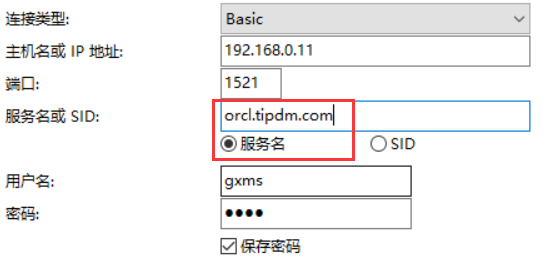 连接类型: Basic
主机名或 IP 地址: 192.168.0.11
端口: 1521
服务名或 SID: orcl.tipdm.com
服务名 SID
用户名: gxms
密码: ●●●●
保存密码